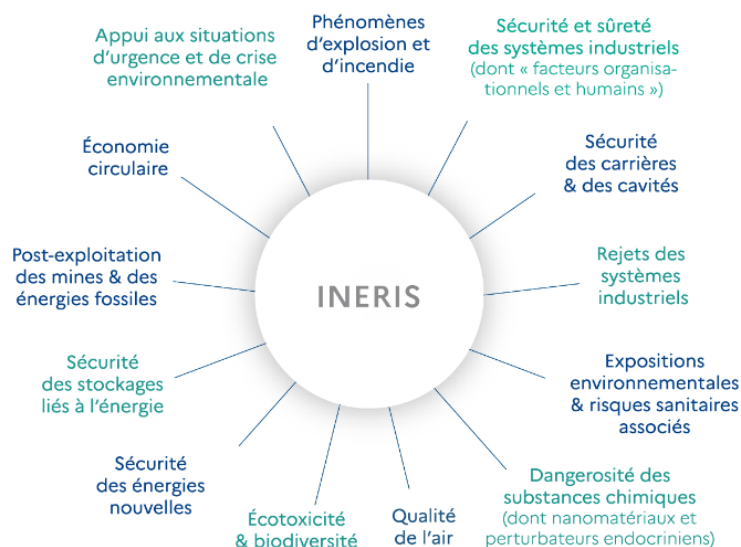 Appui aux situations
d'urgence et de crise
environnementale
Phénomènes
d'explosion et
d'incendie
Sécurité et sûreté
des systèmes industriels
(dont « facteurs organisa-
tionnels et humains »)
Économie
circulaire
Sécurité
des carrières
& des cavités
Post-exploitation
des mines & des
énergies fossiles
INERIS
Rejets des
systèmes
industriels
Sécurité
des stockages
liés à l'énergie
Expositions
environnementales
& risques sanitaires
associés
Sécurité
des énergies
nouvelles
Écotoxicité
& biodiversité
Qualité
de l'air
Dangerosité des
substances chimiques
(dont nanomatériaux et
perturbateurs endocriniens)